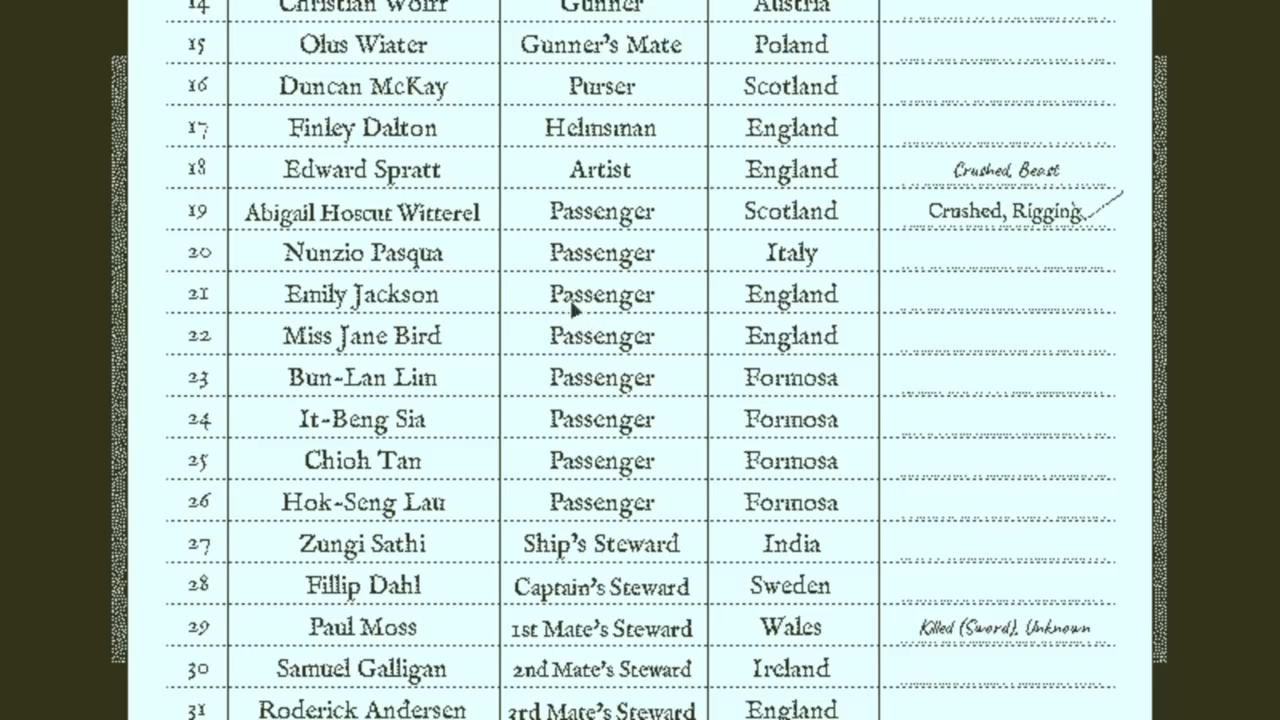 14 Christian Wolff Gunner Austria
15 Olus Wiater Gunner's Mate Poland
16 Duncan McKay Purser Scotland
17 Finley Dalton Helmsman England
18 Edward Spratt Artist England Crushed, Beast
19 Abigail Hoscut Witterel Passenger Scotland Crushed, Rigging
20 Nunzio Pasqua Passenger Italy
21 Emily Jackson Passenger England
22 Miss Jane Bird Passenger England
23 Bun-Lan Lim Passenger Formosa
24 It-Beng Sia Passenger Formosa
25 Chioh Tan Passenger Formosa
26 Hok-Seng Lau Passenger Formosa
27 Zungi Sathi Ship's Steward India
28 Fillip Dahl Captain's Steward Sweden
29 Paul Moss 1st Mate's Steward Wales Killed (Sword), Unknown
30 Samuel Galligan 2nd Mate's Steward Ireland
31 Roderick Andersen 3rd Mate's Steward England